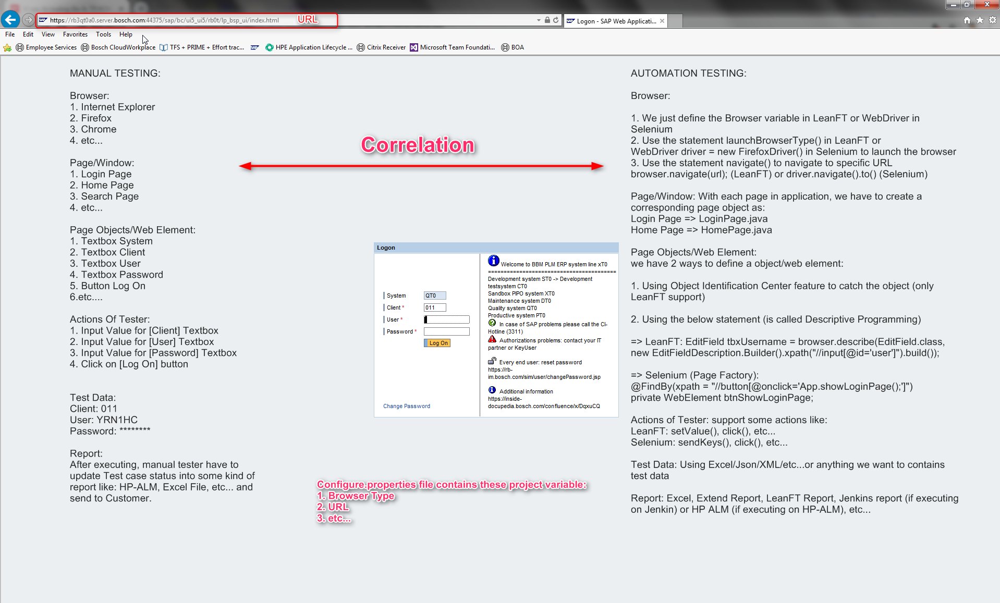 https://rb3qt0a0.server.bosch.com:44375/sap/bc/ui5_ui5/rb0t/lp_bsp_ui/index.html
URL
Logon - SAP Web Applicati...
File Edit View Favorites Tools Help
Employee Services Bosch CloudWorkplace TFS + PRIME + Effort trac... SAP HPE Application Lifecycle ... Citrix Receiver Microsoft Team Foundati... BOA
MANUAL TESTING:
Browser:
1. Internet Explorer
2. Firefox
3. Chrome
4. etc...
Page/Window:
1. Login Page
2. Home Page
3. Search Page
4. etc...
Page Objects/Web Element:
1. Textbox System
2. Textbox Client
3. Textbox User
4. Textbox Password
5. Button Log On
6.etc....
Actions Of Tester:
1. Input Value for [Client] Textbox
2. Input Value for [User] Textbox
3. Input Value for [Password] Textbox
4. Click on [Log On] button
Test Data:
Client: 011
User: YRN1HC
Password: ********
Report:
After executing, manual tester have to
update Test case status into some kind of
report like: HP-ALM, Excel File, etc... and
send to Customer.
Correlation
Logon
System QT0
Client * 011
User *
Password *
Log On
Change Password
Welcome to BBM PLM ERP system line xT0
=========================================
Development system ST0 -> Development
testsystem CT0
Sandbox PIPO system XT0
Maintenance system DT0
Quality system QT0
Productive system PT0
In case of SAP problems please call the CI-
Hotline (3311)
Authorizations problems: contact your IT
partner or KeyUser
Every end user: reset password
https://rb-
im.bosch.com/sim/user/changePassword.jsp
Additional information
https://inside-
docupedia.bosch.com/confluence/x/DqxuCQ
Configure.properties file contains these project variable:
1. Browser Type
2. URL
3. etc...
AUTOMATION TESTING:
Browser:
1. We just define the Browser variable in LeanFT or WebDriver in
Selenium
2. Use the statement launchBrowserType() in LeanFT or
WebDriver driver = new FirefoxDriver() in Selenium to launch the browser
3. Use the statement navigate() to navigate to specific URL
browser.navigate(url); (LeanFT) or driver.navigate().to() (Selenium)
Page/Window: With each page in application, we have to create a
corresponding page object as:
Login Page => LoginPage.java
Home Page => HomePage.java
Page Objects/Web Element:
we have 2 ways to define a object/web element:
1. Using Object Identification Center feature to catch the object (only
LeanFT support)
2. Using the below statement (is called Descriptive Programming)
=> LeanFT: EditField tbxUsername = browser.describe(EditField.class,
new EditFieldDescription.Builder().xpath("//input[@id='user']").build());
=> Selenium (Page Factory):
@FindBy(xpath = "//button[@onclick='App.showLoginPage();']")
private WebElement btnShowLoginPage;
Actions of Tester: support some actions like:
LeanFT: setValue(), click(), etc...
Selenium: sendKeys(), click(), etc...
Test Data: Using Excel/Json/XML/etc...or anything we want to contains
test data
Report: Excel, Extend Report, LeanFT Report, Jenkins report (if executing
on Jenkin) or HP ALM (if executing on HP-ALM), etc...